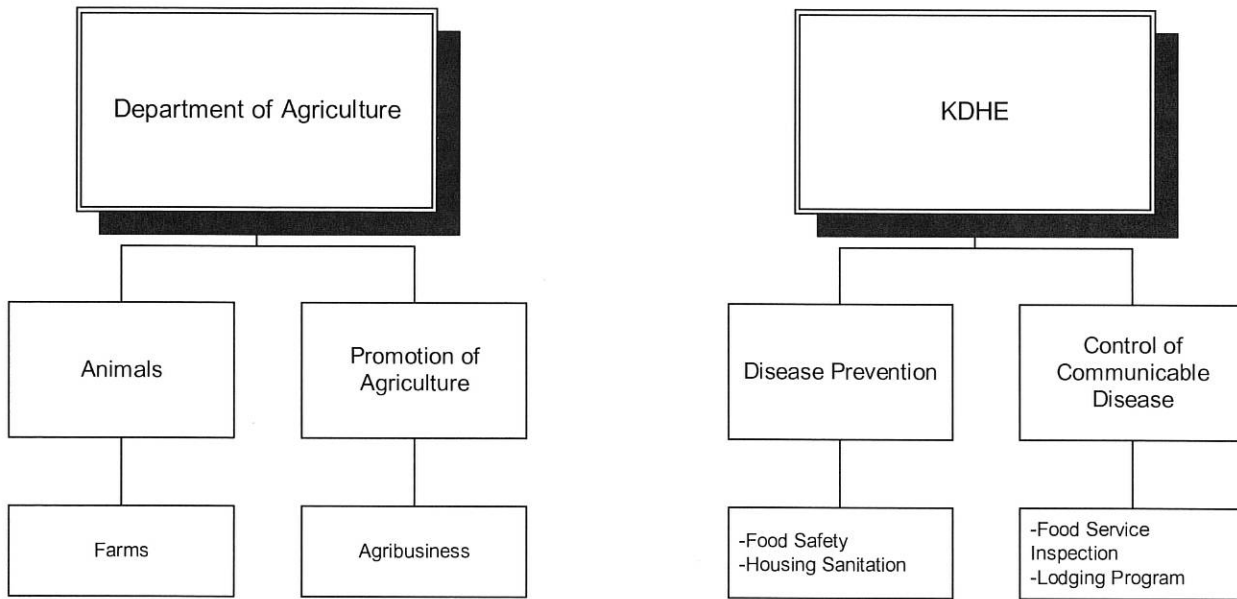 Department of Agriculture
KDHE
Animals
Promotion of
Agriculture
Disease Prevention
Control of
Communicable
Disease
Farms
Agribusiness
-Food Safety
-Housing Sanitation
-Food Service
Inspection
-Lodging Program